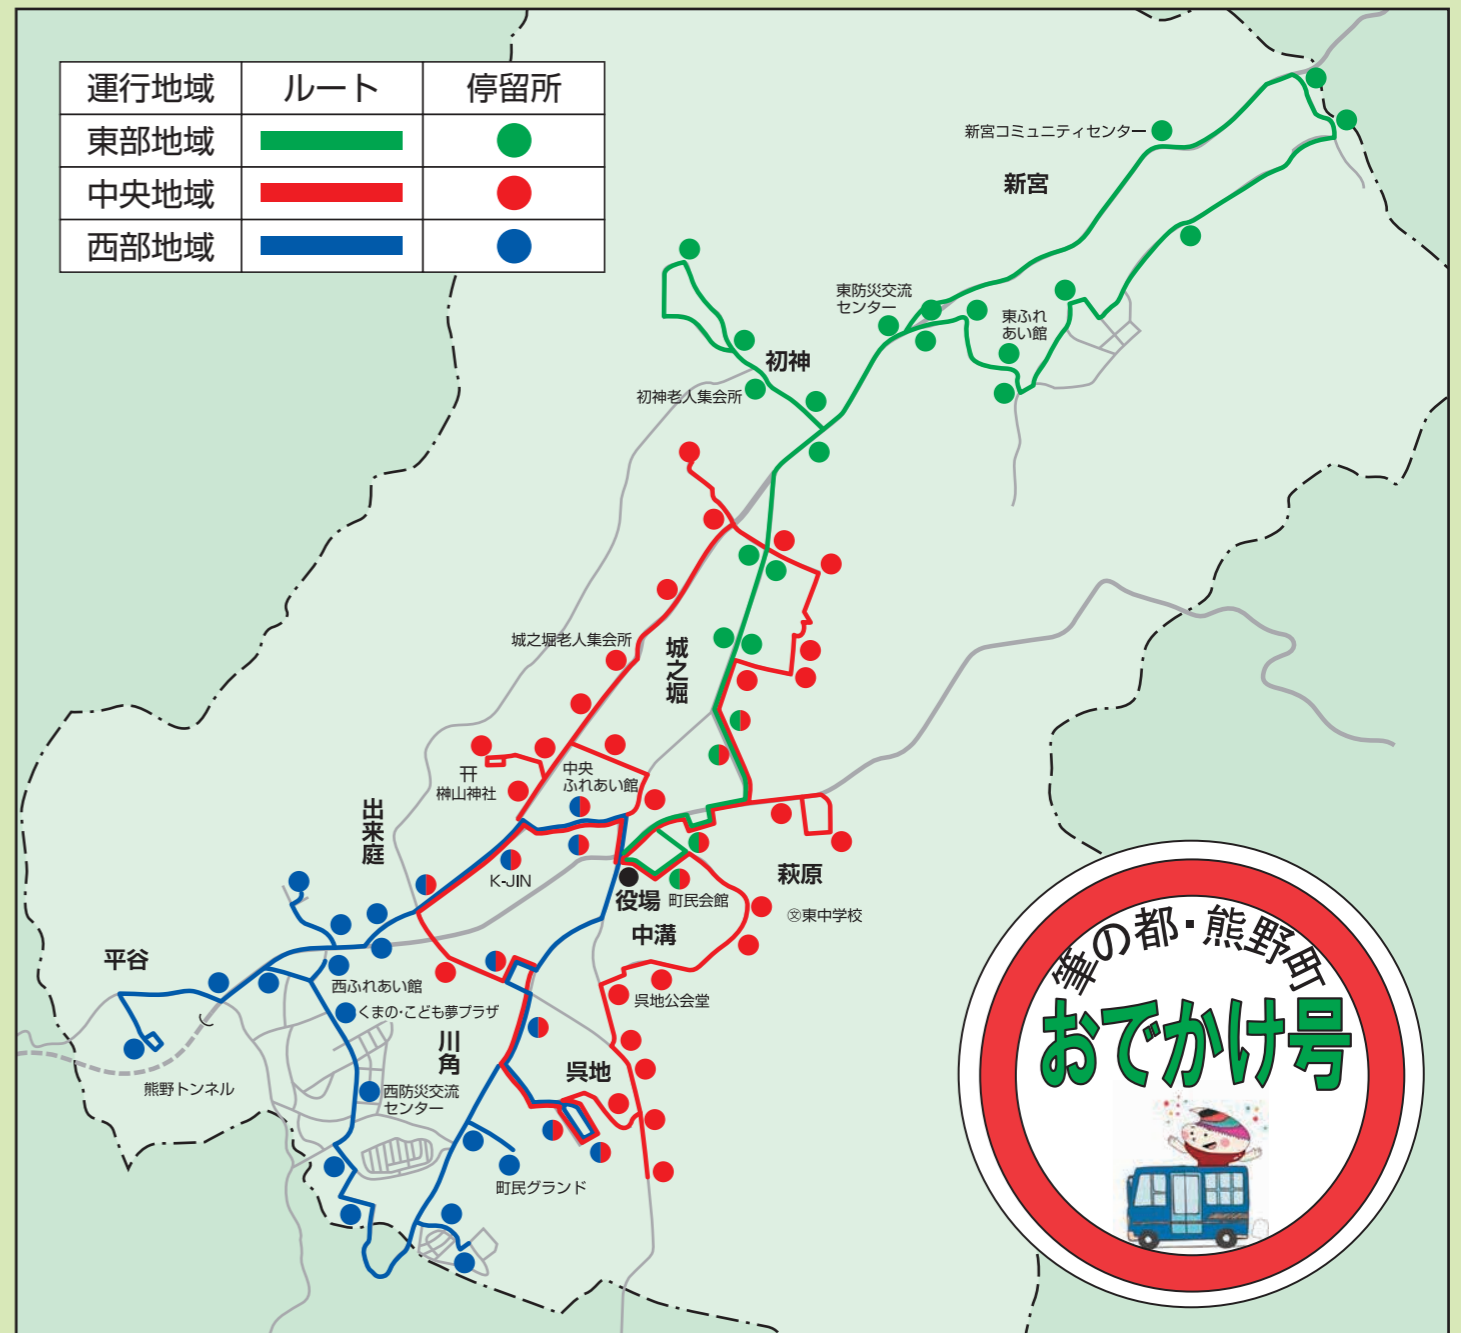 運行地域 ルート 停留所
東部地域
中央地域
西部地域
新宮コミュニティセンター
新宮
東防災交流
センター
東ふれ
あい館
初神
初神老人集会所
城之堀老人集会所
城之堀
中央
ふれあい館
榊山神社
出来庭
K-JIN
萩原
役場
町民会館
文東中学校
中溝
平谷
西ふれあい館
呉地公会堂
くまの・こども夢プラザ
川角
呉地
熊野トンネル
西防災交流
センター
町民グランド
筆の都・熊野町
おでかけ号